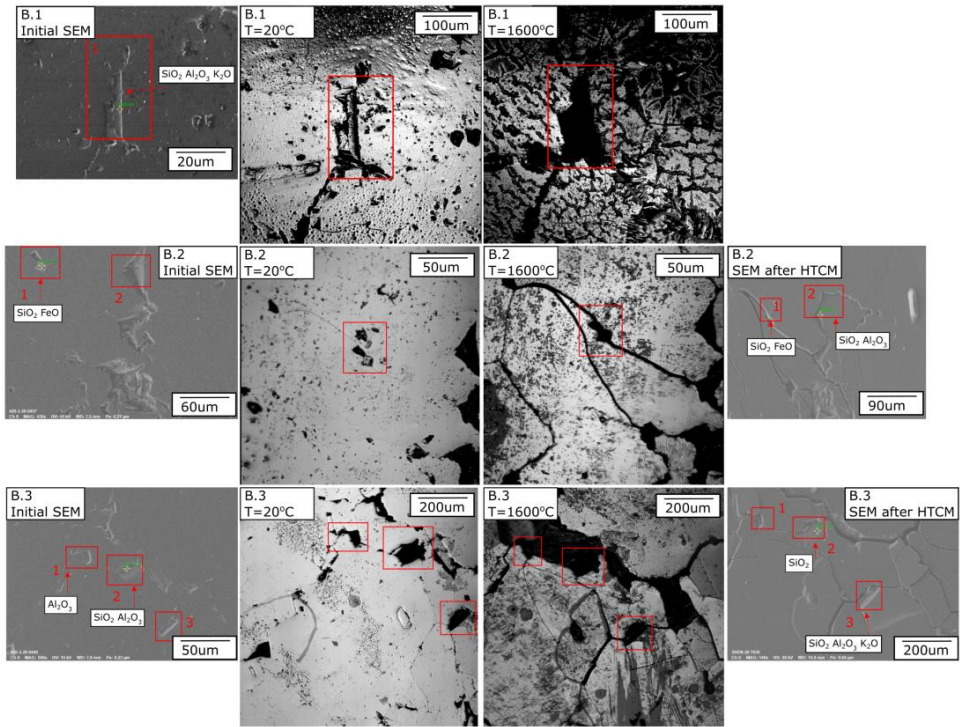 B.1
Initial SEM
1
SiO₂ Al₂O₃ K₂O
20um
B.1
T=20°C
100um
B.1
T=1600°C
100um
B.2
Initial SEM
1
2
SiO₂ FeO
60um
B.2
T=20°C
50um
B.2
T=1600°C
50um
B.2
SEM after HTCM
1
2
SiO₂ FeO
SiO₂ Al₂O₃
90um
B.3
Initial SEM
1
2
3
Al₂O₃
SiO₂ Al₂O₃
50um
B.3
T=20°C
200um
B.3
T=1600°C
200um
B.3
SEM after HTCM
1
2
3
SiO₂
SiO₂ Al₂O₃ K₂O
200um